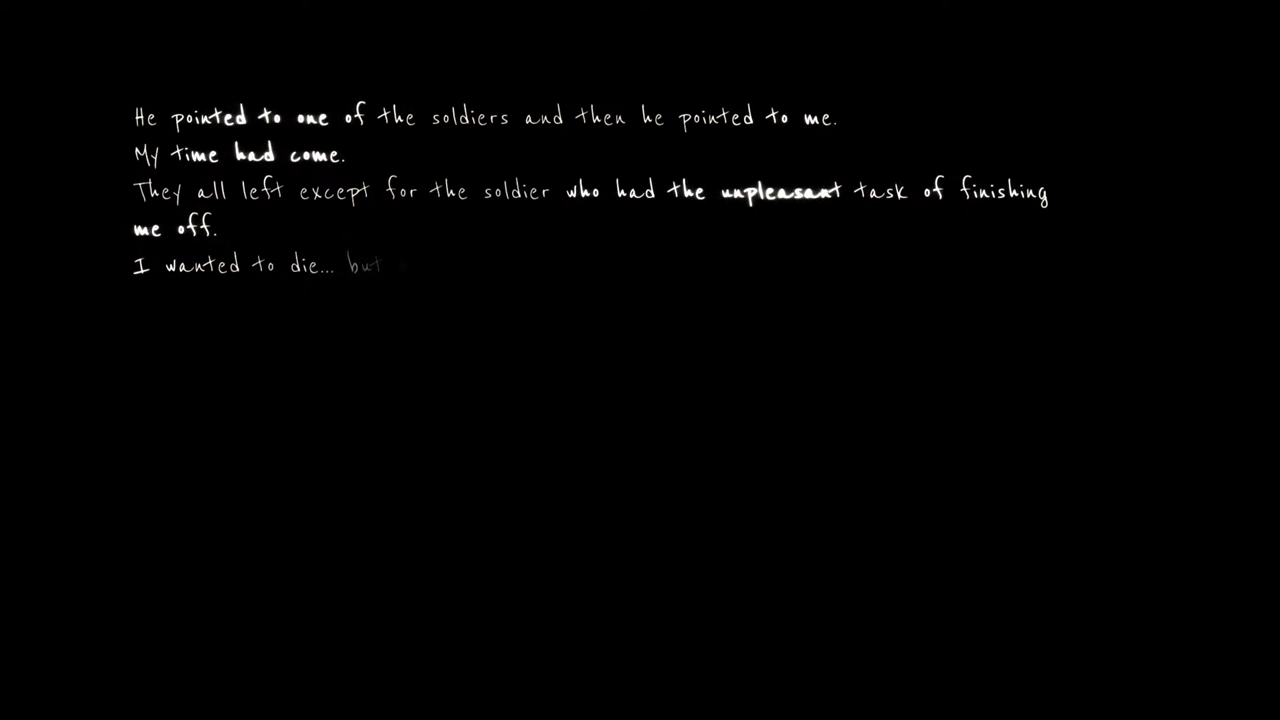 He pointed to one of the soldiers and then he pointed to me.
My time had come.
They all left except for the soldier who had the unpleasant task of finishing
me off.
I wanted to die... but